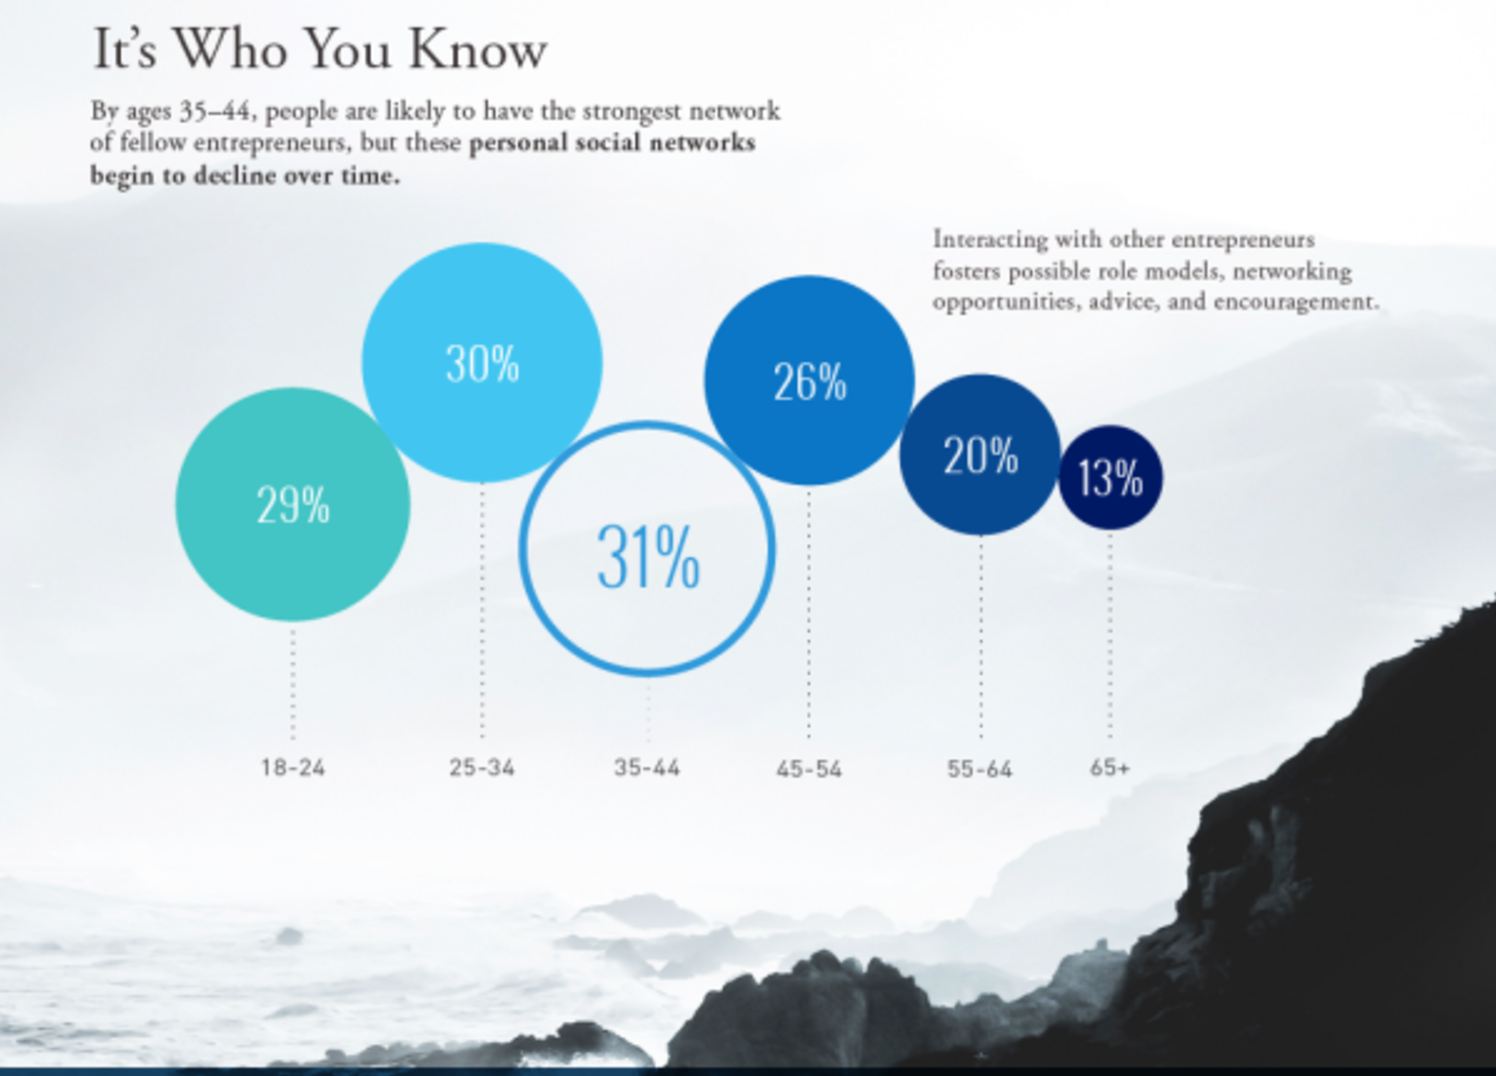 It's Who You Know
By ages 35–44, people are likely to have the strongest network
of fellow entrepreneurs, but these personal social networks
begin to decline over time.
Interacting with other entrepreneurs
fosters possible role models, networking
opportunities, advice, and encouragement.
29%
30%
31%
26%
20%
13%
18-24
25-34
35-44
45-54
55-64
65+